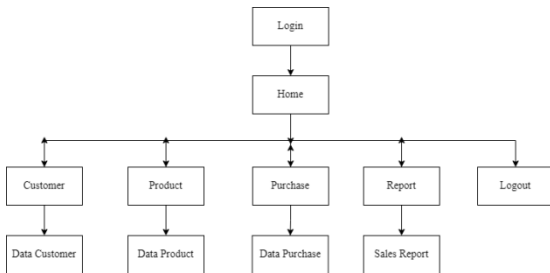 Login
Home
Customer
Product
Purchase
Report
Logout
Data Customer
Data Product
Data Purchase
Sales Report